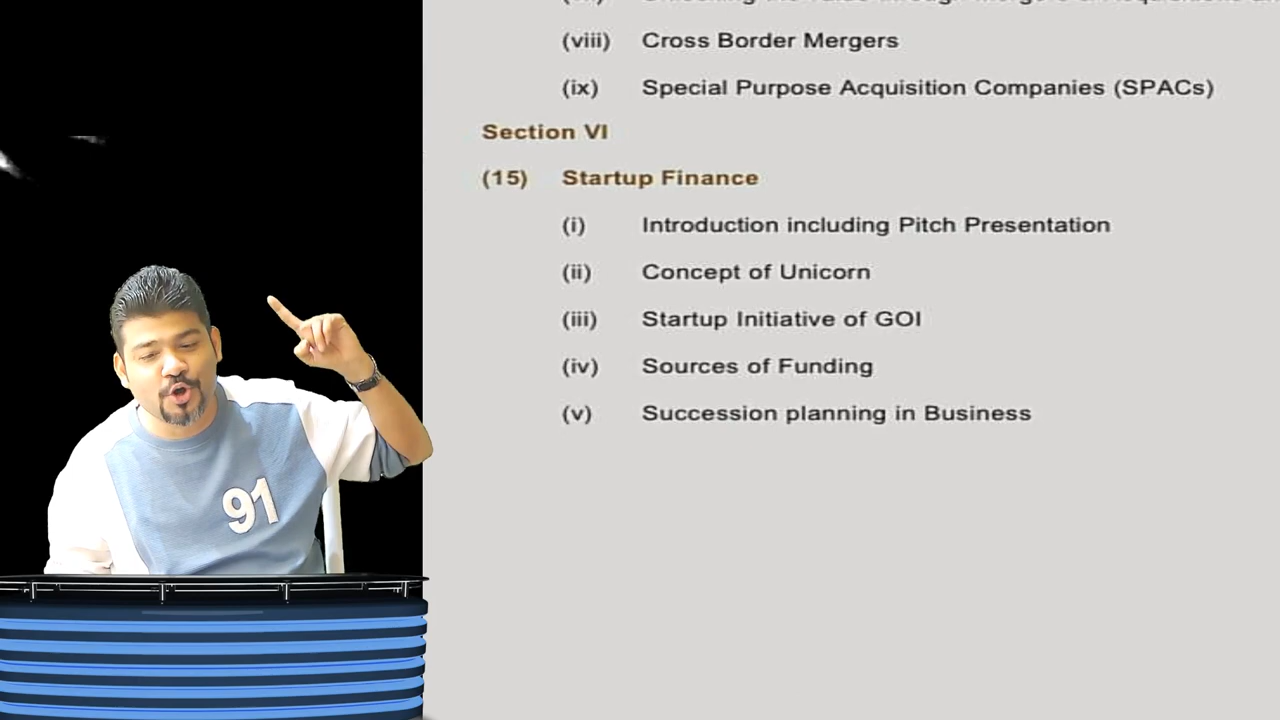 (viii) Cross Border Mergers
(ix) Special Purpose Acquisition Companies (SPACs)
Section VI
(15) Startup Finance
(i) Introduction including Pitch Presentation
(ii) Concept of Unicorn
(iii) Startup Initiative of GOI
(iv) Sources of Funding
(v) Succession planning in Business
91